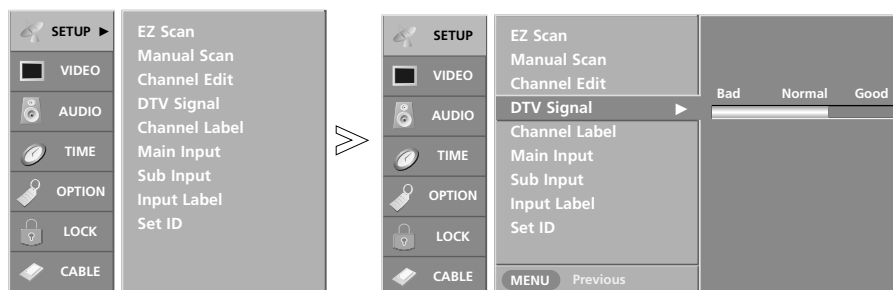 SETUP ►
VIDEO
AUDIO
TIME
OPTION
LOCK
CABLE
EZ Scan
Manual Scan
Channel Edit
DTV Signal
Channel Label
Main Input
Sub Input
Input Label
Set ID
SETUP
VIDEO
AUDIO
TIME
OPTION
LOCK
CABLE
EZ Scan
Manual Scan
Channel Edit
DTV Signal ►
Channel Label
Main Input
Sub Input
Input Label
Set ID
MENU Previous
Bad Normal Good